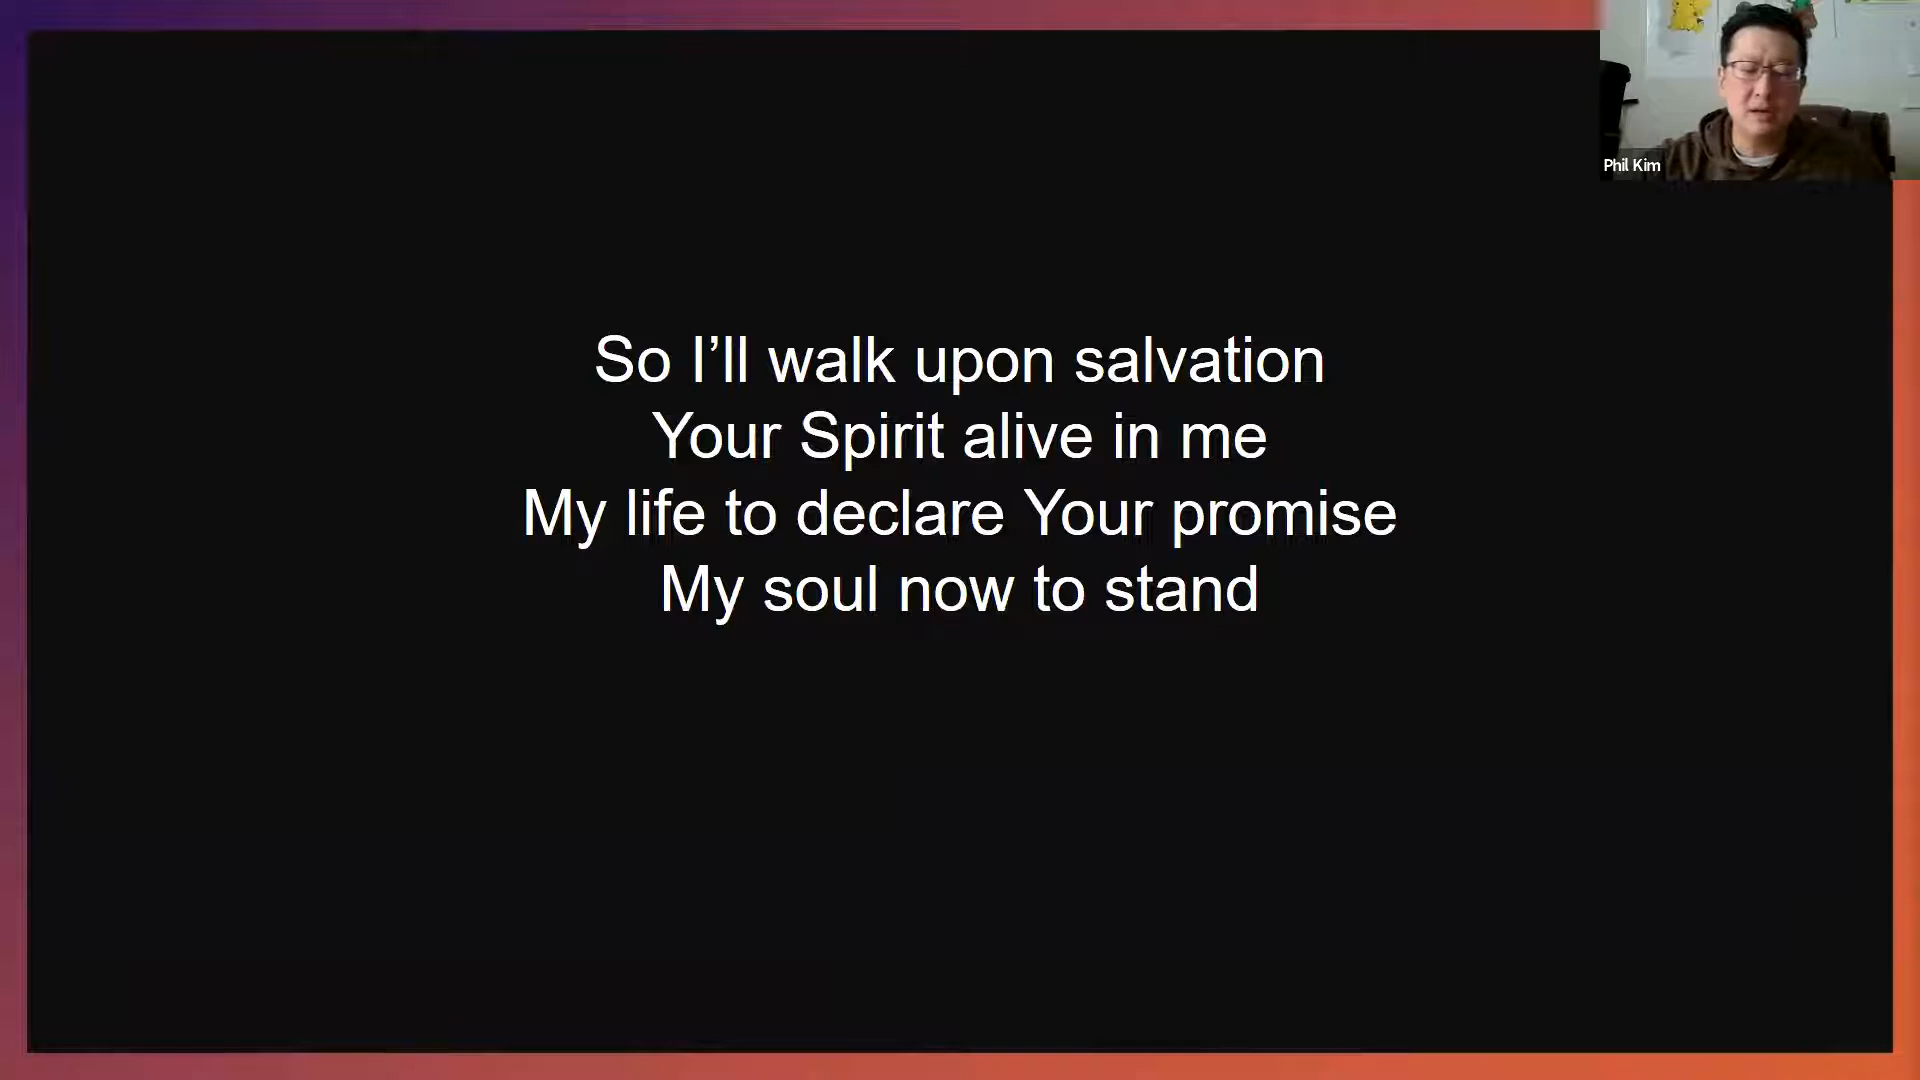 So I’ll walk upon salvation
Your Spirit alive in me
My life to declare Your promise
My soul now to stand
Phil Kim